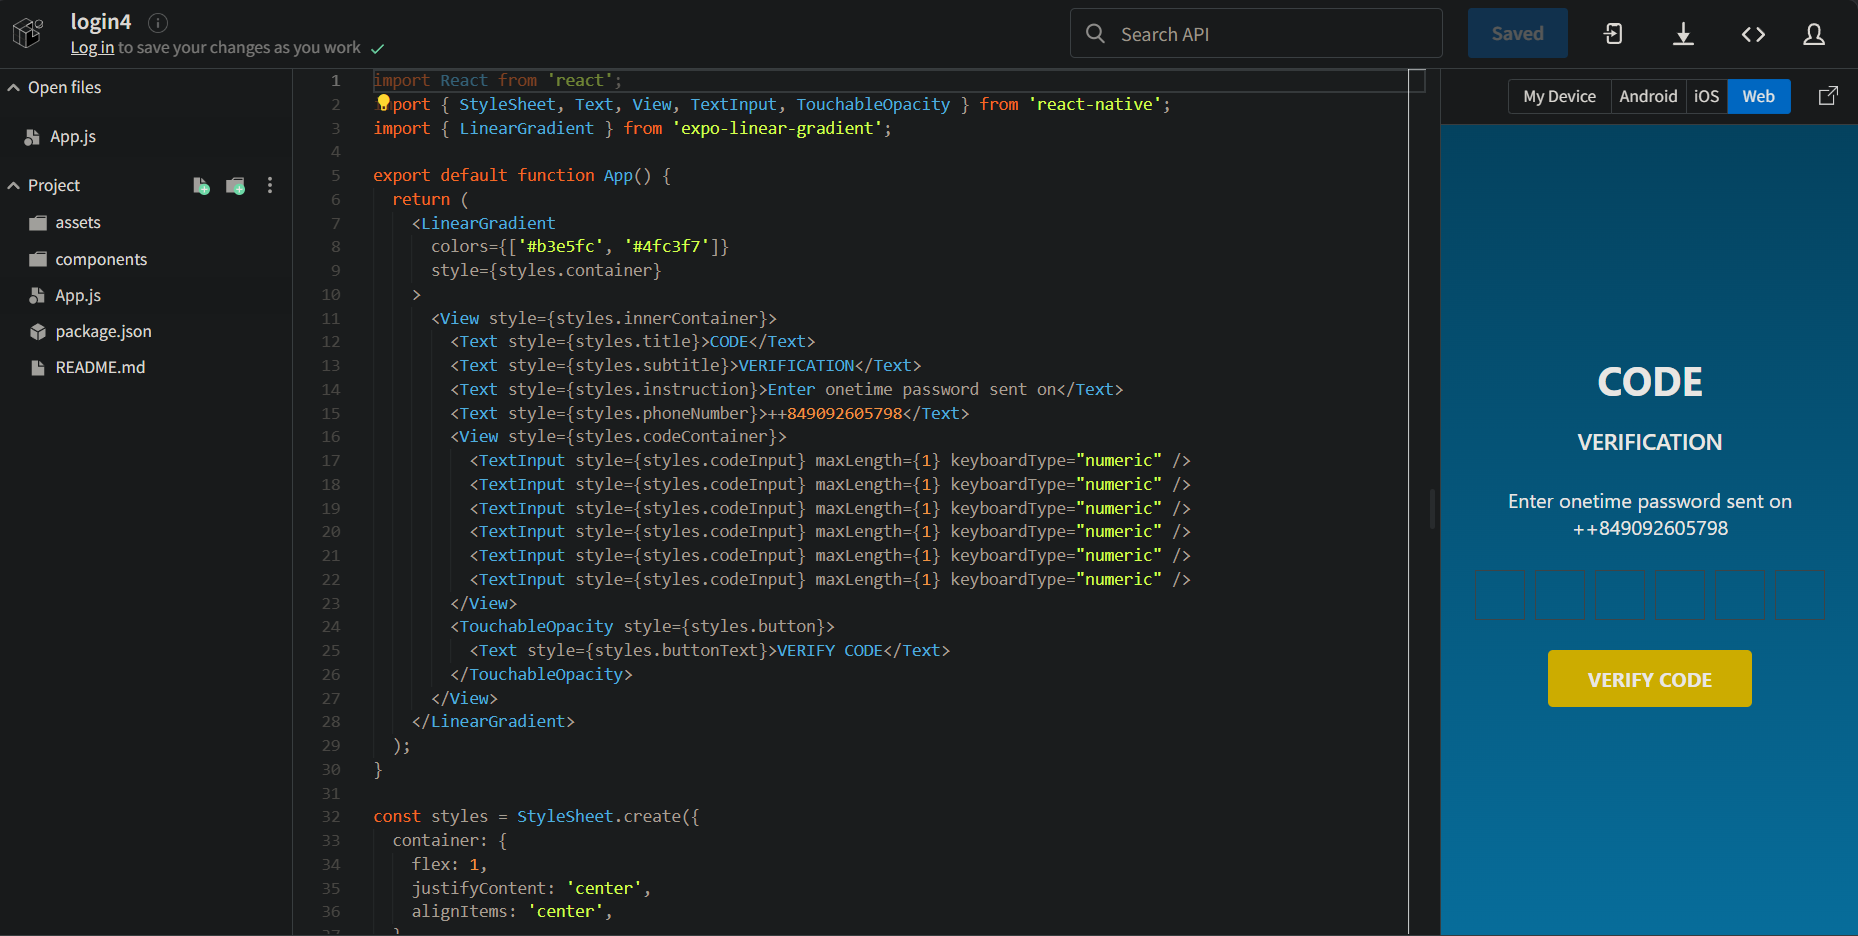 login4
Log in to save your changes as you work
Search API
Saved
Open files
App.js
Project
assets
components
App.js
package.json
README.md
1 import React from 'react';
2 import { StyleSheet, Text, View, TextInput, TouchableOpacity } from 'react-native';
3 import { LinearGradient } from 'expo-linear-gradient';
4
5 export default function App() {
6 return (
7 <LinearGradient
8 colors={['#b3e5fc', '#4fc3f7']}
9 style={styles.container}
10 >
11 <View style={styles.innerContainer}>
12 <Text style={styles.title}>CODE</Text>
13 <Text style={styles.subtitle}>VERIFICATION</Text>
14 <Text style={styles.instruction}>Enter onetime password sent on</Text>
15 <Text style={styles.phoneNumber}>++849092605798</Text>
16 <View style={styles.codeContainer}>
17 <TextInput style={styles.codeInput} maxLength={1} keyboardType="numeric" />
18 <TextInput style={styles.codeInput} maxLength={1} keyboardType="numeric" />
19 <TextInput style={styles.codeInput} maxLength={1} keyboardType="numeric" />
20 <TextInput style={styles.codeInput} maxLength={1} keyboardType="numeric" />
21 <TextInput style={styles.codeInput} maxLength={1} keyboardType="numeric" />
22 <TextInput style={styles.codeInput} maxLength={1} keyboardType="numeric" />
23 </View>
24 <TouchableOpacity style={styles.button}>
25 <Text style={styles.buttonText}>VERIFY CODE</Text>
26 </TouchableOpacity>
27 </View>
28 </LinearGradient>
29 );
30 }
31
32 const styles = StyleSheet.create({
33 container: {
34 flex: 1,
35 justifyContent: 'center',
36 alignItems: 'center',
My Device Android iOS Web
CODE
VERIFICATION
Enter onetime password sent on
++849092605798
VERIFY CODE